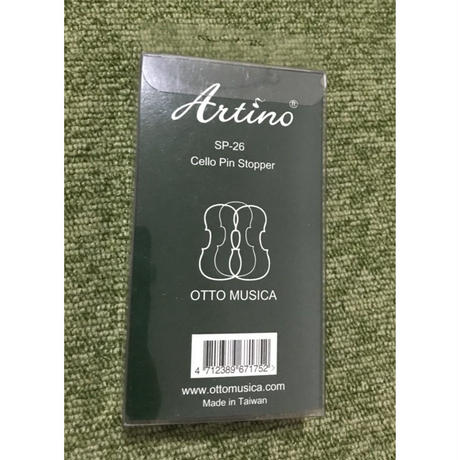 Artino®
SP-26
Cello Pin Stopper
OTTO MUSICA
4 712389 671752 >
www.ottomusica.com
Made in Taiwan